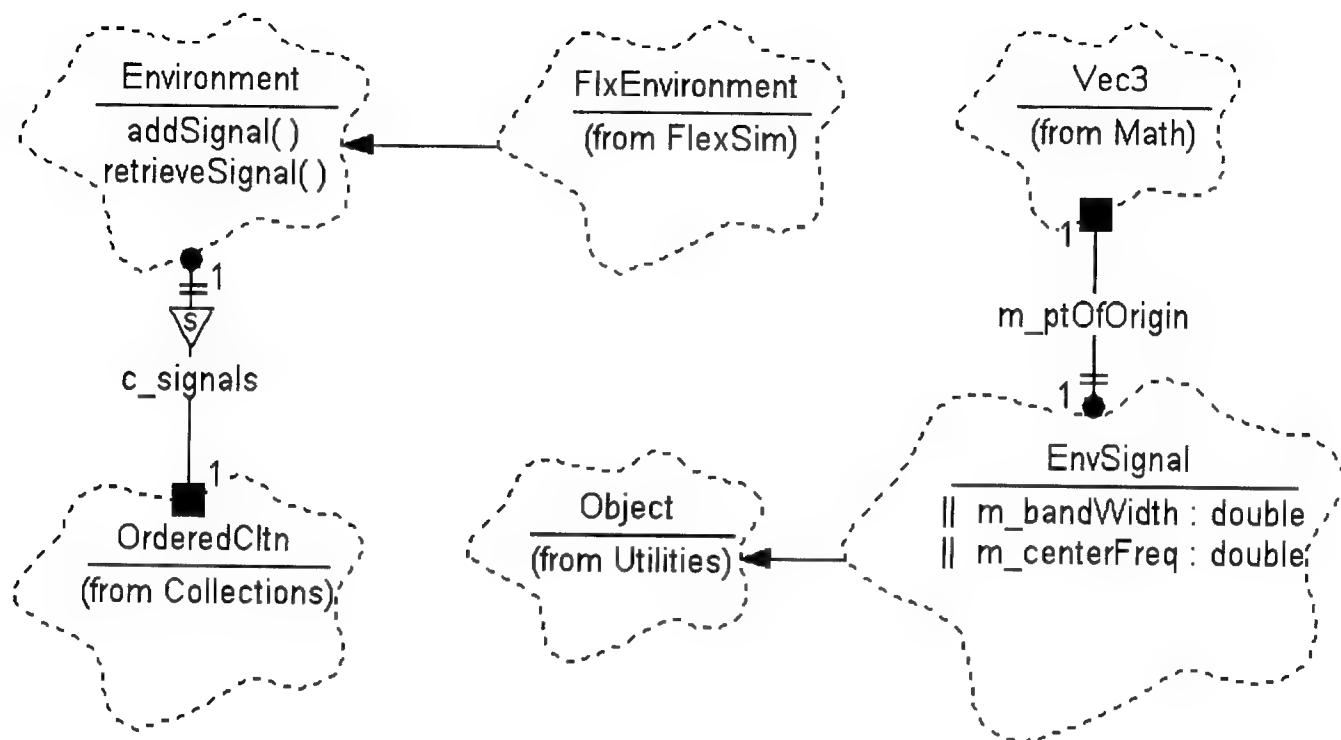 Environment
addSignal()
retrieveSignal()
FlxEnvironment
(from FlexSim)
Vec3
(from Math)
1
S
c_signals
1
OrderedCltn
(from Collections)
1
m_ptOfOrigin
1
Object
(from Utilities)
EnvSignal
|| m_bandWidth : double
|| m_centerFreq : double